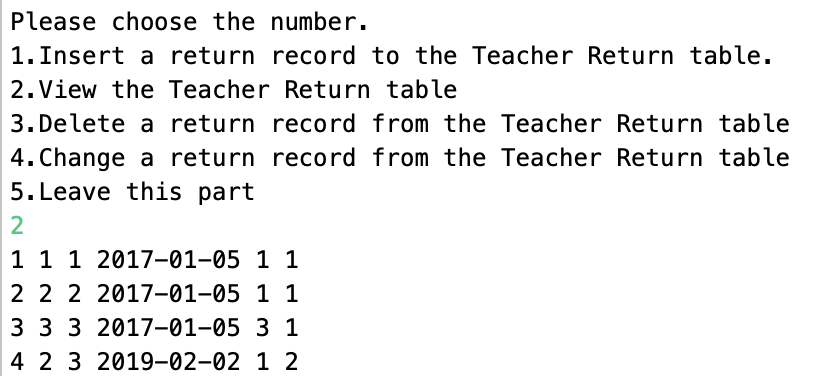 Please choose the number.
1.Insert a return record to the Teacher Return table.
2.View the Teacher Return table
3.Delete a return record from the Teacher Return table
4.Change a return record from the Teacher Return table
5.Leave this part
2
1 1 1 2017-01-05 1 1
2 2 2 2017-01-05 1 1
3 3 3 2017-01-05 3 1
4 2 3 2019-02-02 1 2